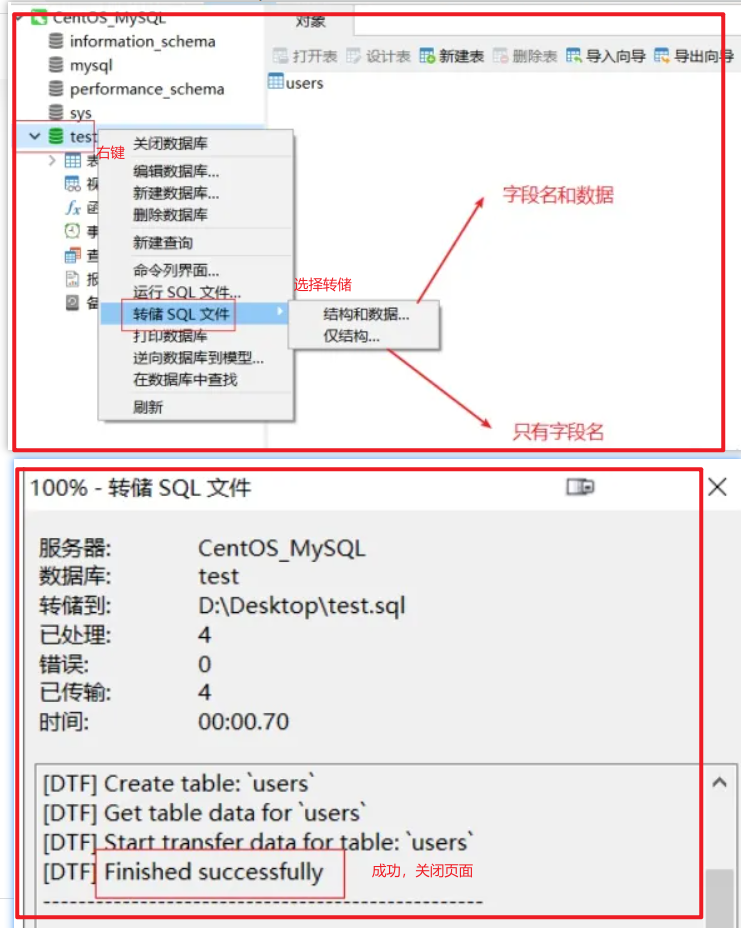 CentOS_MySQL
对象
information_schema
mysql
打开表 设计表 新建表 删除表 导入向导 导出向导
performance_schema
users
sys
test
右键
关闭数据库
表
编辑数据库...
视
新建数据库...
函
删除数据库
字段名和数据
事
新建查询
查
命令列界面...
报
运行 SQL 文件...
选择转储
备
转储 SQL 文件
结构和数据...
打印数据库
仅结构...
逆向数据库到模型...
在数据库中查找
刷新
只有字段名
100% - 转储 SQL 文件
服务器: CentOS_MySQL
数据库: test
转储到: D:\Desktop\test.sql
已处理: 4
错误: 0
已传输: 4
时间: 00:00.70
[DTF] Create table: `users`
[DTF] Get table data for `users`
[DTF] Start transfer data for table: `users`
[DTF] Finished successfully
成功，关闭页面
--------------------------------------------------